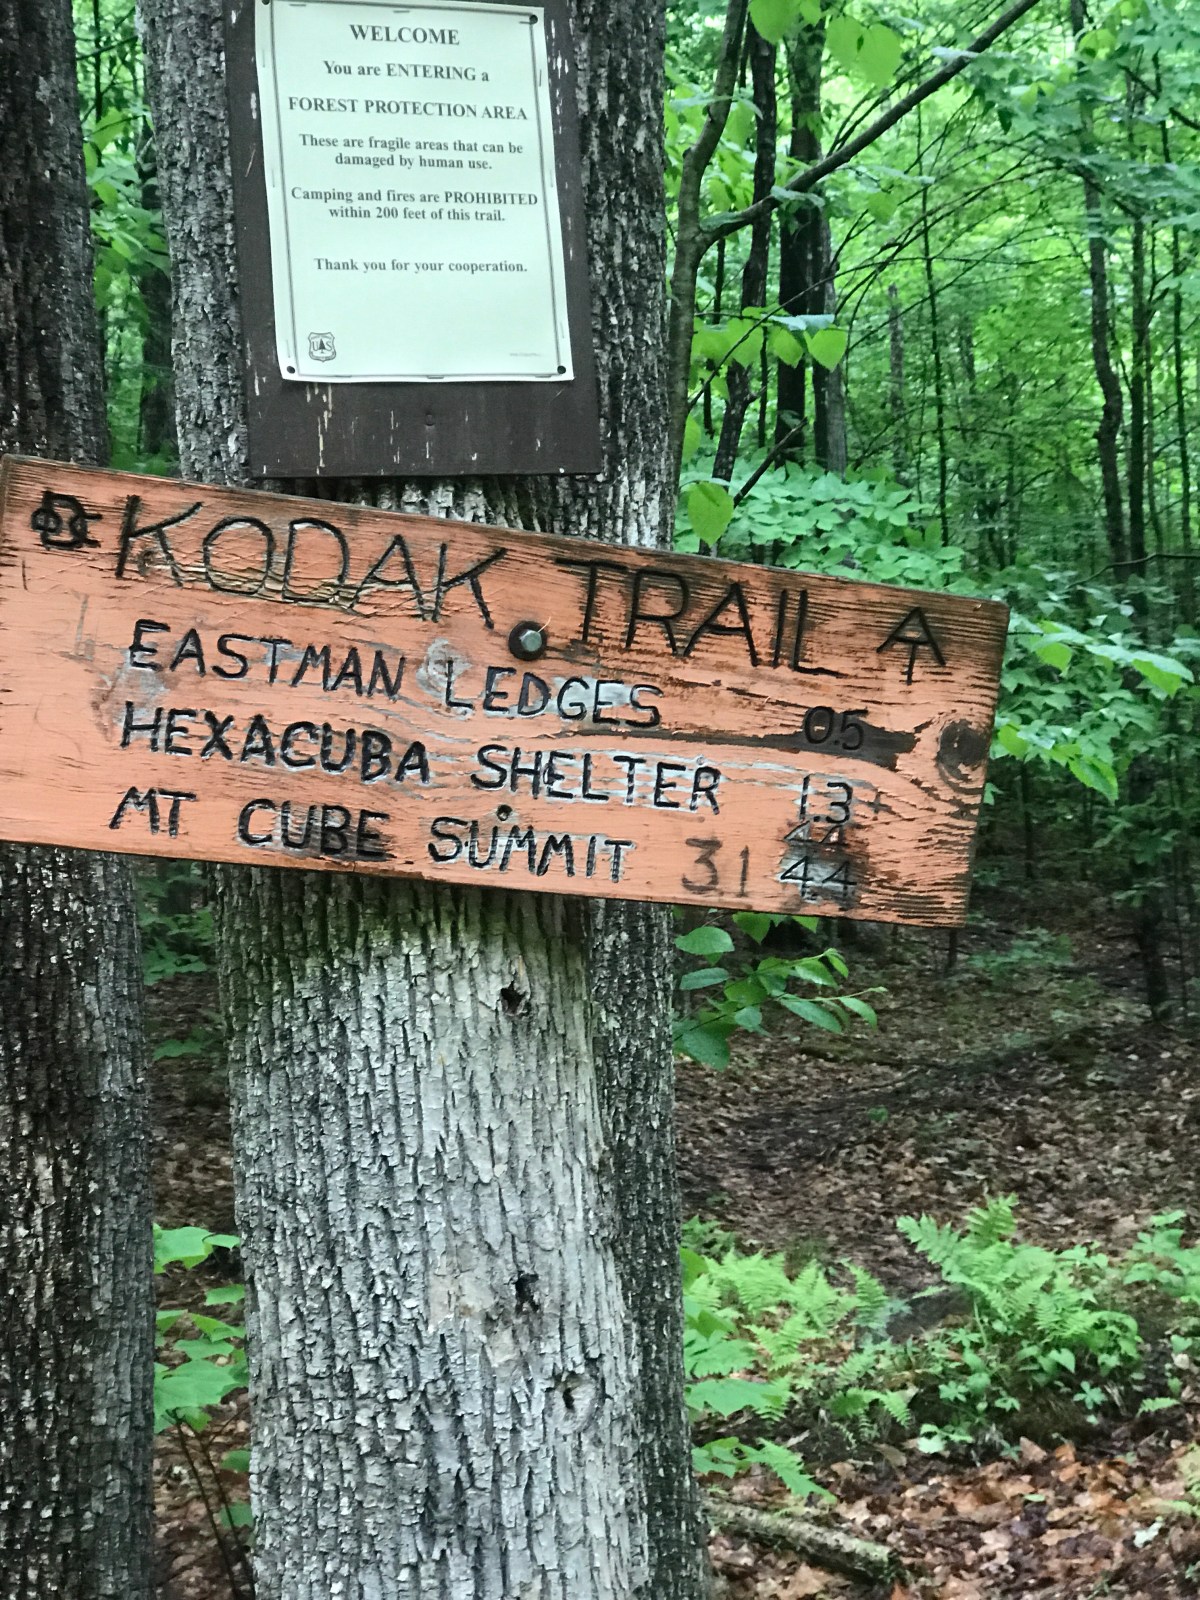 WELCOME
You are ENTERING a
FOREST PROTECTION AREA
These are fragile areas that can be
damaged by human use.
Camping and fires are PROHIBITED
within 200 feet of this trail.
Thank you for your cooperation.
U S
KODAK TRAIL
EASTMAN LEDGES 0.5
HEXACUBA SHELTER 1.3
4.4
MT CUBE SUMMIT 3.1 4.4